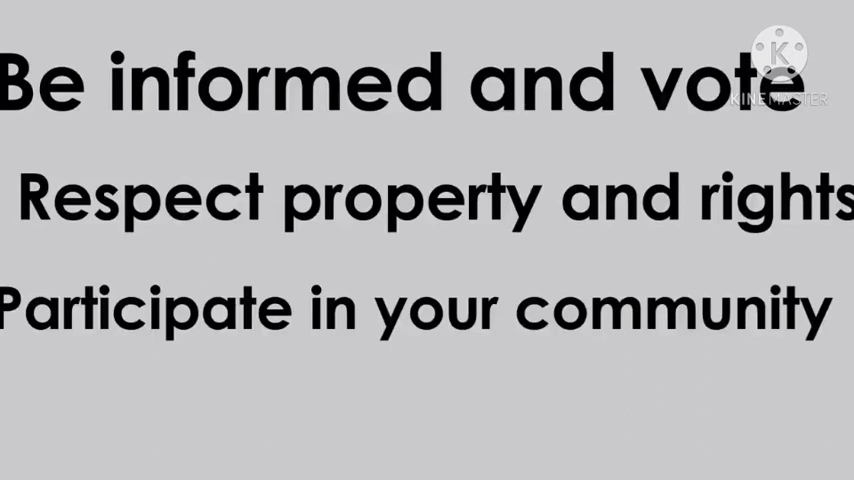 Be informed and vote
KINEMASTER
Respect property and rights
Participate in your community